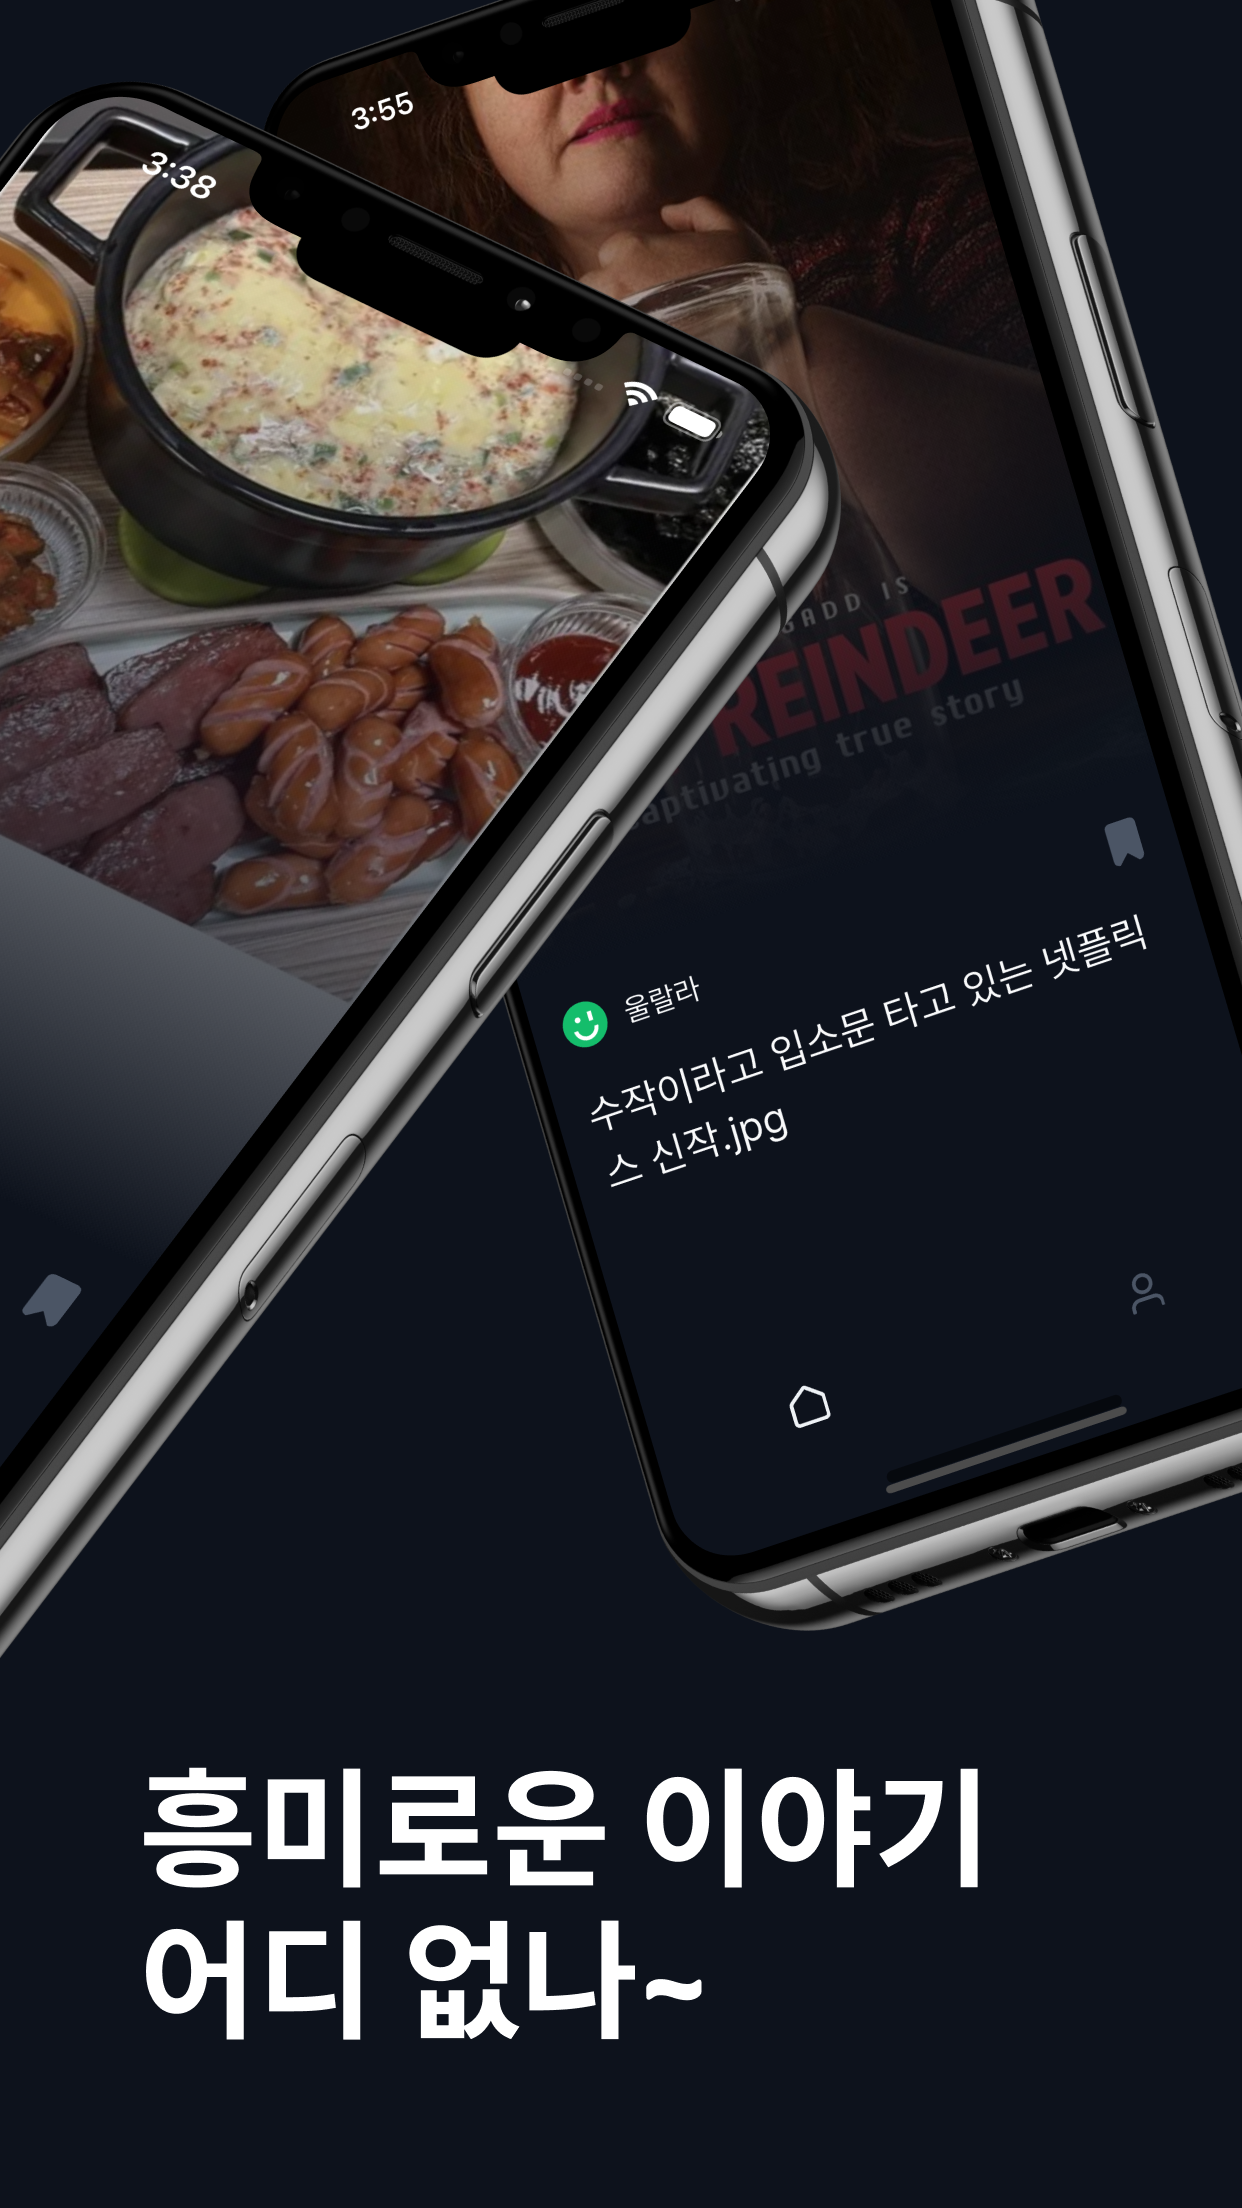 3:55
3:38
GADD IS
REINDEER
captivating true story
울랄라
수작이라고 입소문 타고 있는 넷플릭
스 신작.jpg
흥미로운 이야기
어디 없나~